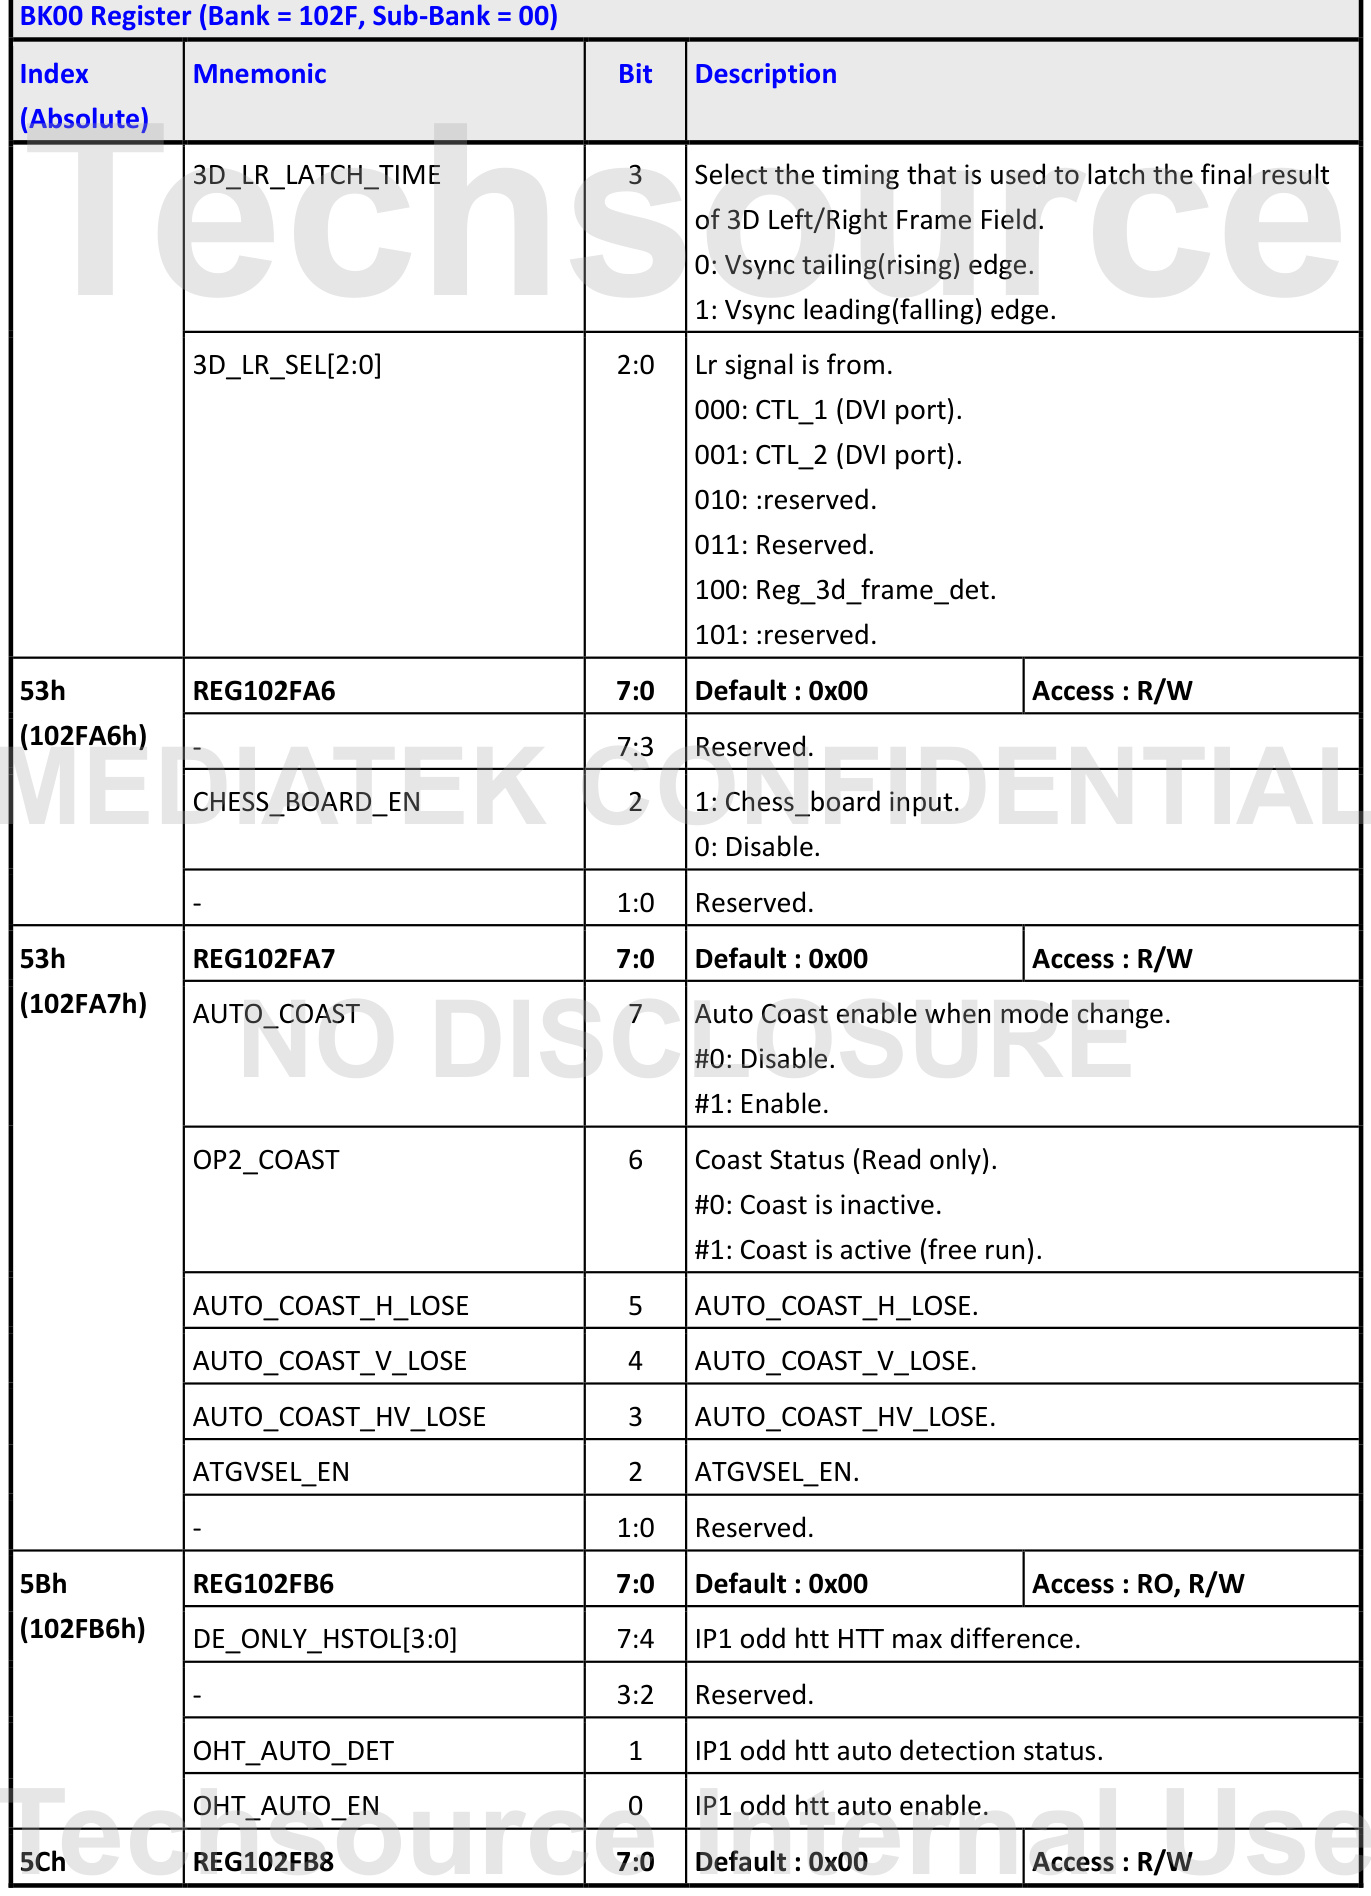 BK00 Register (Bank = 102F, Sub-Bank = 00)
Index (Absolute) Mnemonic Bit Description
Techsource
3D_LR_LATCH_TIME 3 Select the timing that is used to latch the final result
of 3D Left/Right Frame Field.
0: Vsync tailing(rising) edge.
1: Vsync leading(falling) edge.
3D_LR_SEL[2:0] 2:0 Lr signal is from.
000: CTL_1 (DVI port).
001: CTL_2 (DVI port).
010: :reserved.
011: Reserved.
100: Reg_3d_frame_det.
101: :reserved.
53h REG102FA6 7:0 Default : 0x00 Access : R/W
(102FA6h)
- 7:3 Reserved.
MEDIATEK CONFIDENTIAL
CHESS_BOARD_EN 2 1: Chess_board input.
0: Disable.
- 1:0 Reserved.
53h REG102FA7 7:0 Default : 0x00 Access : R/W
(102FA7h)
AUTO_COAST 7 Auto Coast enable when mode change.
NO DISCLOSURE
#0: Disable.
#1: Enable.
OP2_COAST 6 Coast Status (Read only).
#0: Coast is inactive.
#1: Coast is active (free run).
AUTO_COAST_H_LOSE 5 AUTO_COAST_H_LOSE.
AUTO_COAST_V_LOSE 4 AUTO_COAST_V_LOSE.
AUTO_COAST_HV_LOSE 3 AUTO_COAST_HV_LOSE.
ATGVSEL_EN 2 ATGVSEL_EN.
- 1:0 Reserved.
5Bh REG102FB6 7:0 Default : 0x00 Access : RO, R/W
(102FB6h)
DE_ONLY_HSTOL[3:0] 7:4 IP1 odd htt HTT max difference.
- 3:2 Reserved.
OHT_AUTO_DET 1 IP1 odd htt auto detection status.
OHT_AUTO_EN 0 IP1 odd htt auto enable.
Techsource Internal Use
5Ch REG102FB8 7:0 Default : 0x00 Access : R/W